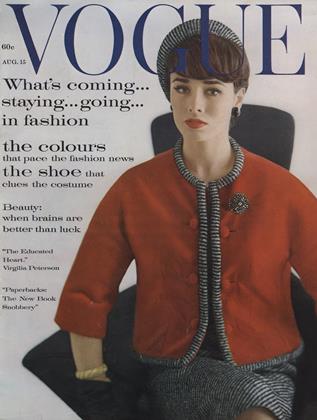 VOGUE
60c
AUG. 15
What's coming...
staying...going...
in fashion
the colours
that pace the fashion news
the shoe that
clues the costume
Beauty:
when brains are
better than luck
"The Educated
Heart."
Virgilia Peterson
"Paperbacks:
The New Book
Snobbery"